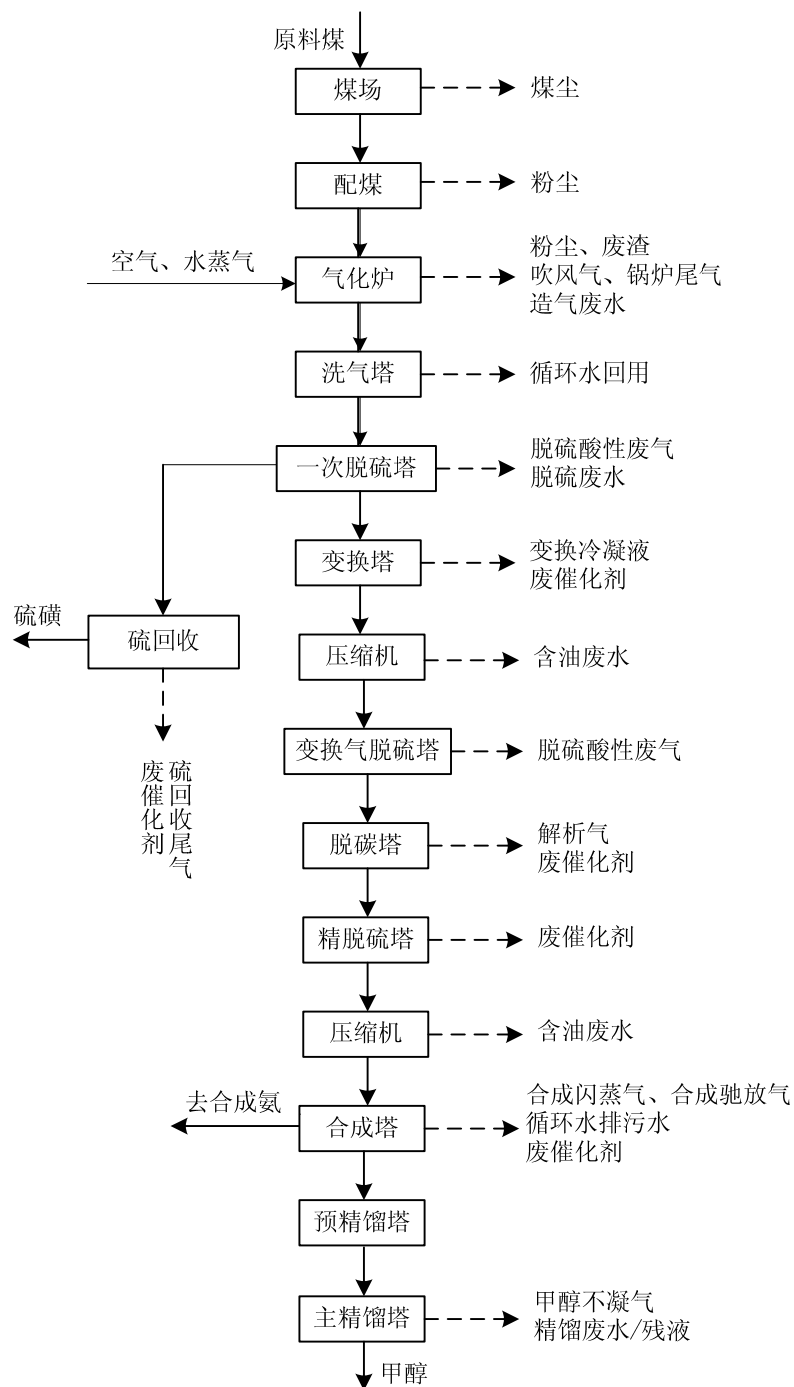 原料煤
煤场
煤尘
配煤
粉尘
空气、水蒸气
气化炉
粉尘、废渣
吹风气、锅炉尾气
造气废水
洗气塔
循环水回用
一次脱硫塔
脱硫酸性废气
脱硫废水
变换塔
变换冷凝液
废催化剂
硫磺
硫回收
压缩机
含油废水
变换气脱硫塔
脱硫酸性废气
硫回收尾气
废催化剂
脱碳塔
解析气
废催化剂
精脱硫塔
废催化剂
压缩机
含油废水
去合成氨
合成塔
合成闪蒸气、合成驰放气
循环水排污水
废催化剂
预精馏塔
主精馏塔
甲醇不凝气
精馏废水/残液
甲醇